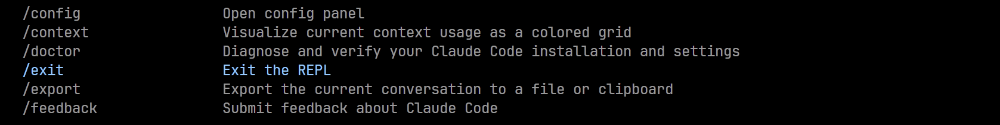 /config Open config panel
/context Visualize current context usage as a colored grid
/doctor Diagnose and verify your Claude Code installation and settings
/exit Exit the REPL
/export Export the current conversation to a file or clipboard
/feedback Submit feedback about Claude Code